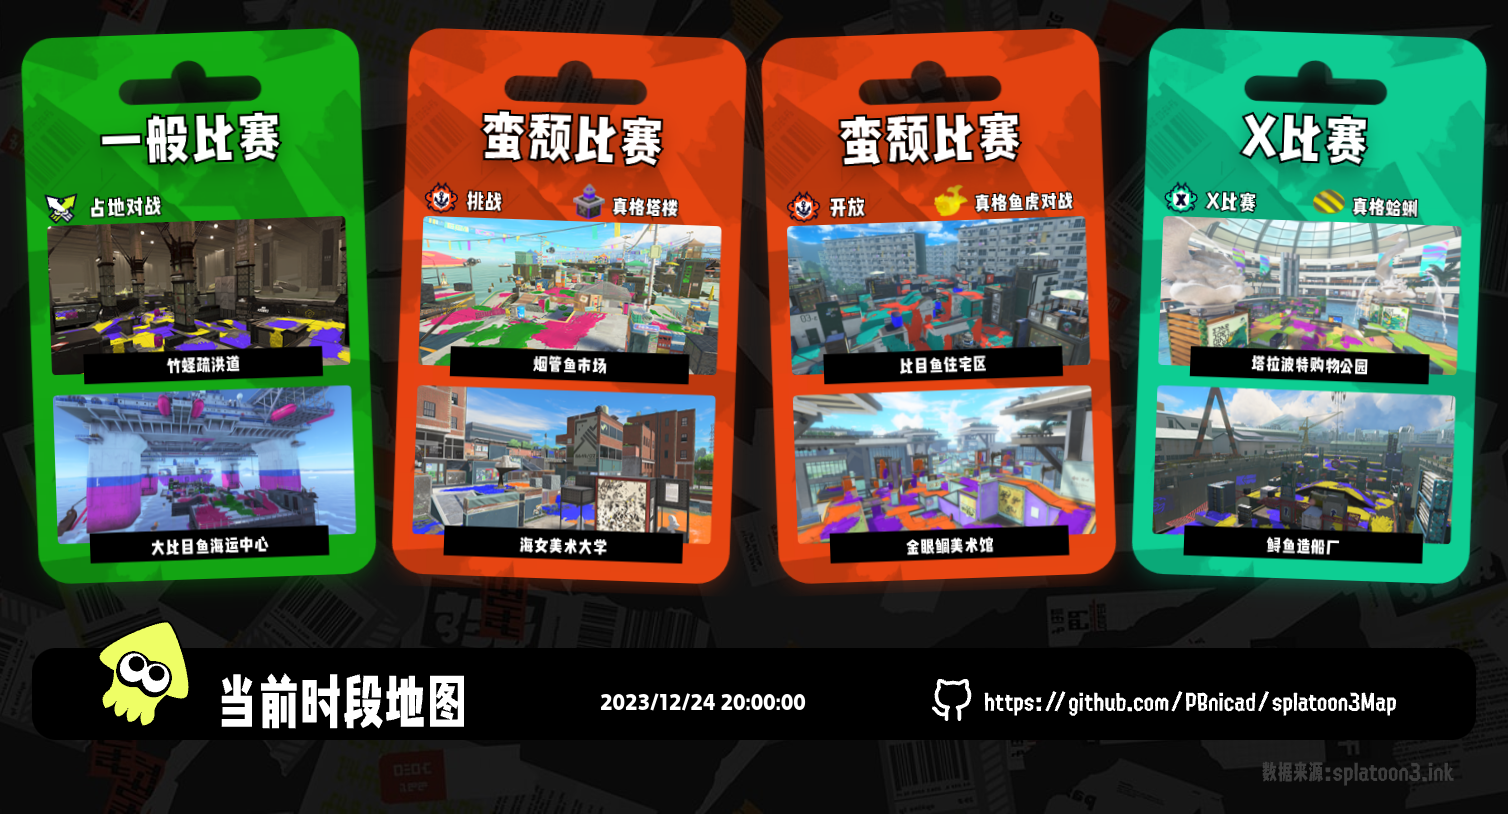 一般比赛
占地对战
竹蛏疏洪道
大比目鱼海运中心
蛮颓比赛
挑战
真格塔楼
烟管鱼市场
海女美术大学
蛮颓比赛
开放
真格鱼虎对战
比目鱼住宅区
金眼鲷美术馆
X比赛
X比赛
真格蛤蜊
塔拉波特购物公园
鲟鱼造船厂
当前时段地图
2023/12/24 20:00:00
https://github.com/PBnicad/splatoon3Map
数据来源:splatoon3.ink